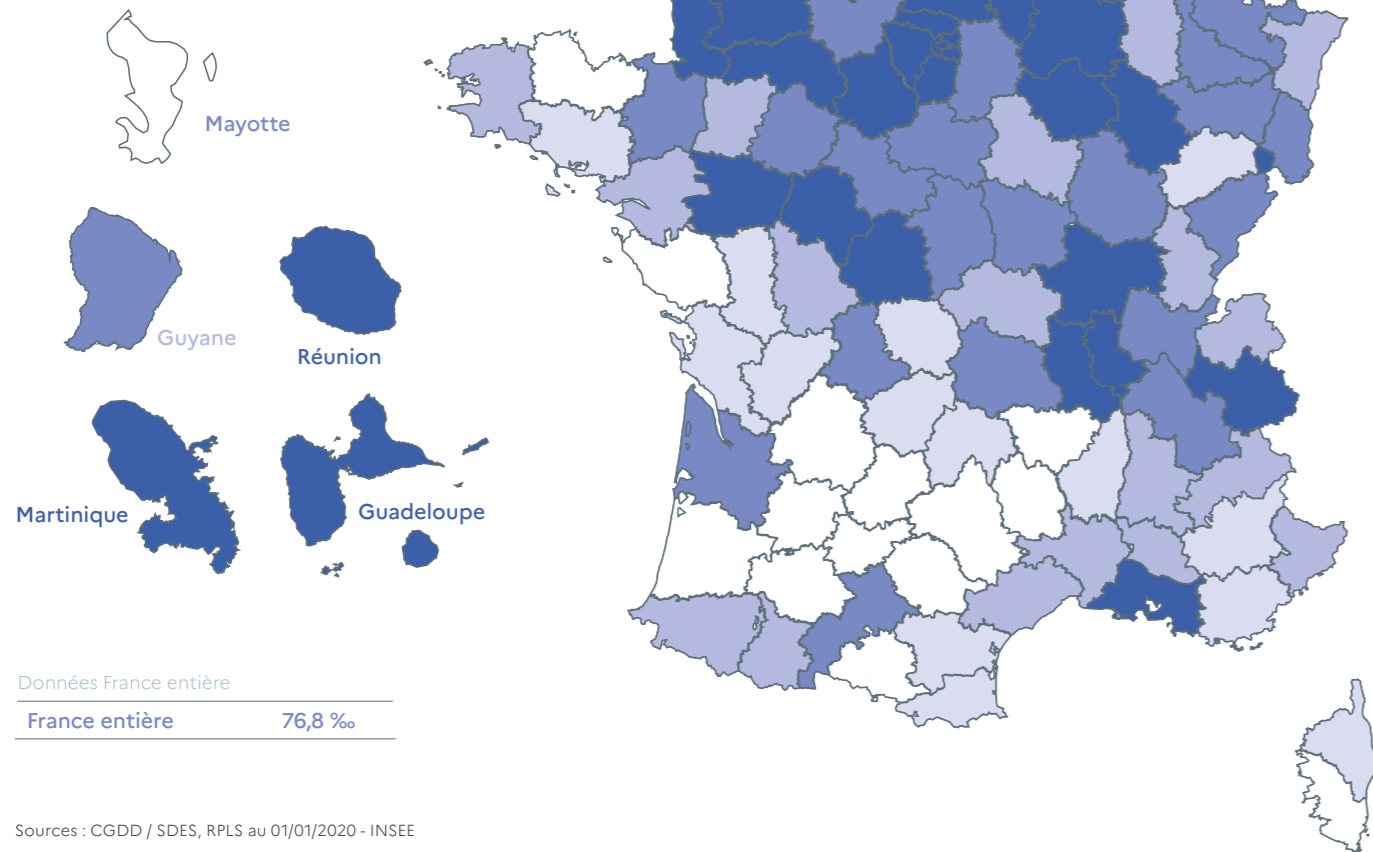 Mayotte
Guyane
Réunion
Martinique
Guadeloupe
Données France entière
France entière 76,8 ‰
Sources : CGDD / SDES, RPLS au 01/01/2020 - INSEE